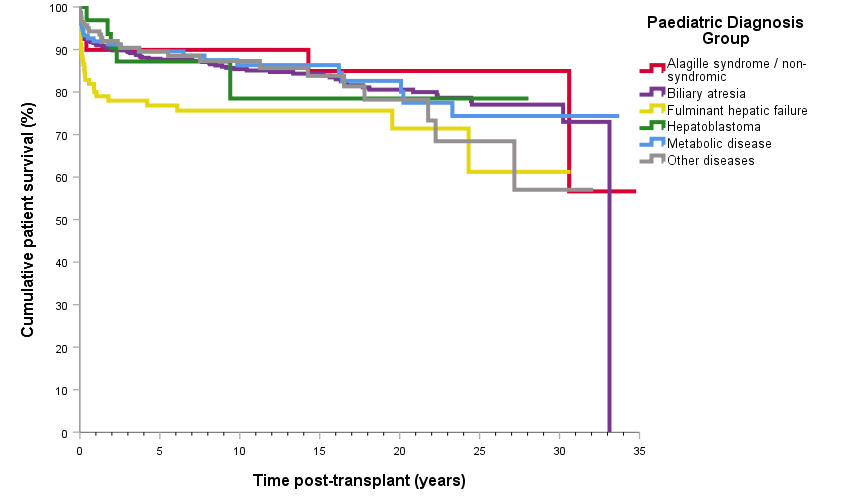 Paediatric Diagnosis
Group
Alagille syndrome / non-
syndromic
Biliary atresia
Fulminant hepatic failure
Hepatoblastoma
Metabolic disease
Other diseases
Cumulative patient survival (%)
100
90
80
70
60
50
40
30
20
10
0
0 5 10 15 20 25 30 35
Time post-transplant (years)